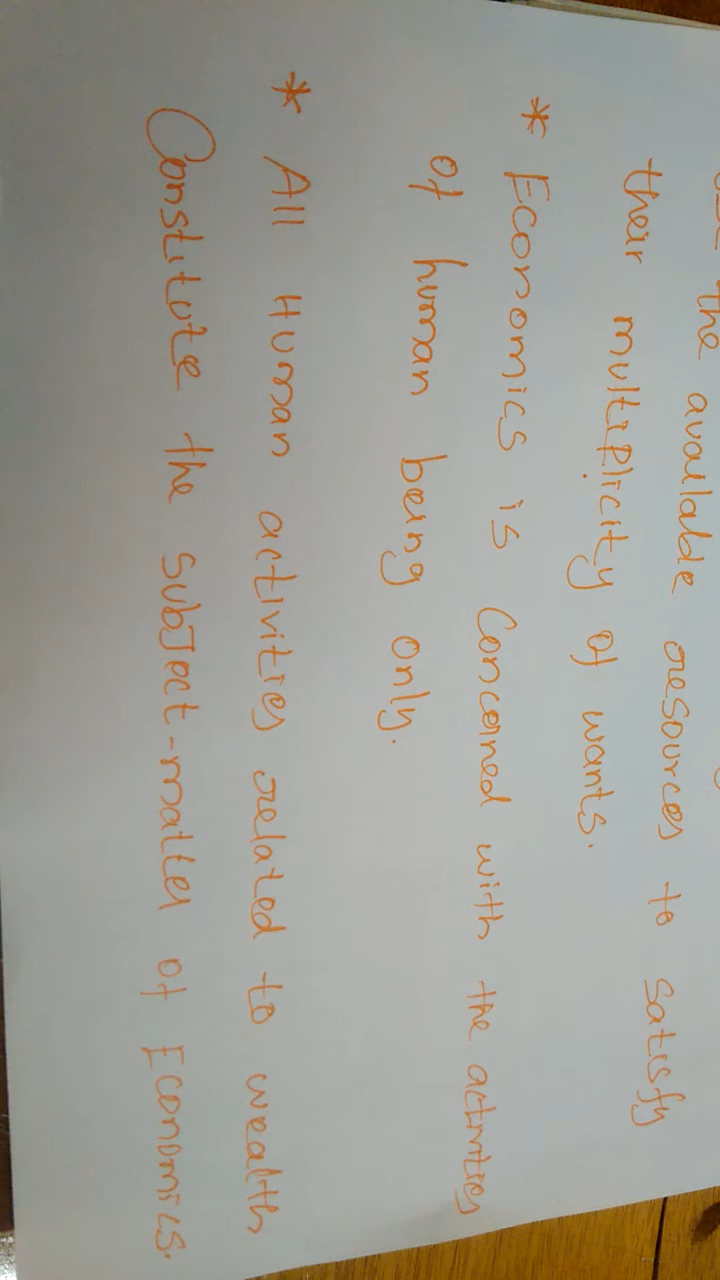 the available resources to satisfy
their multiplicity of wants.
* Economics is Concerned with the activities
of human being only.
* All Human activities related to wealth
Constitute the subject-matter of Economics.